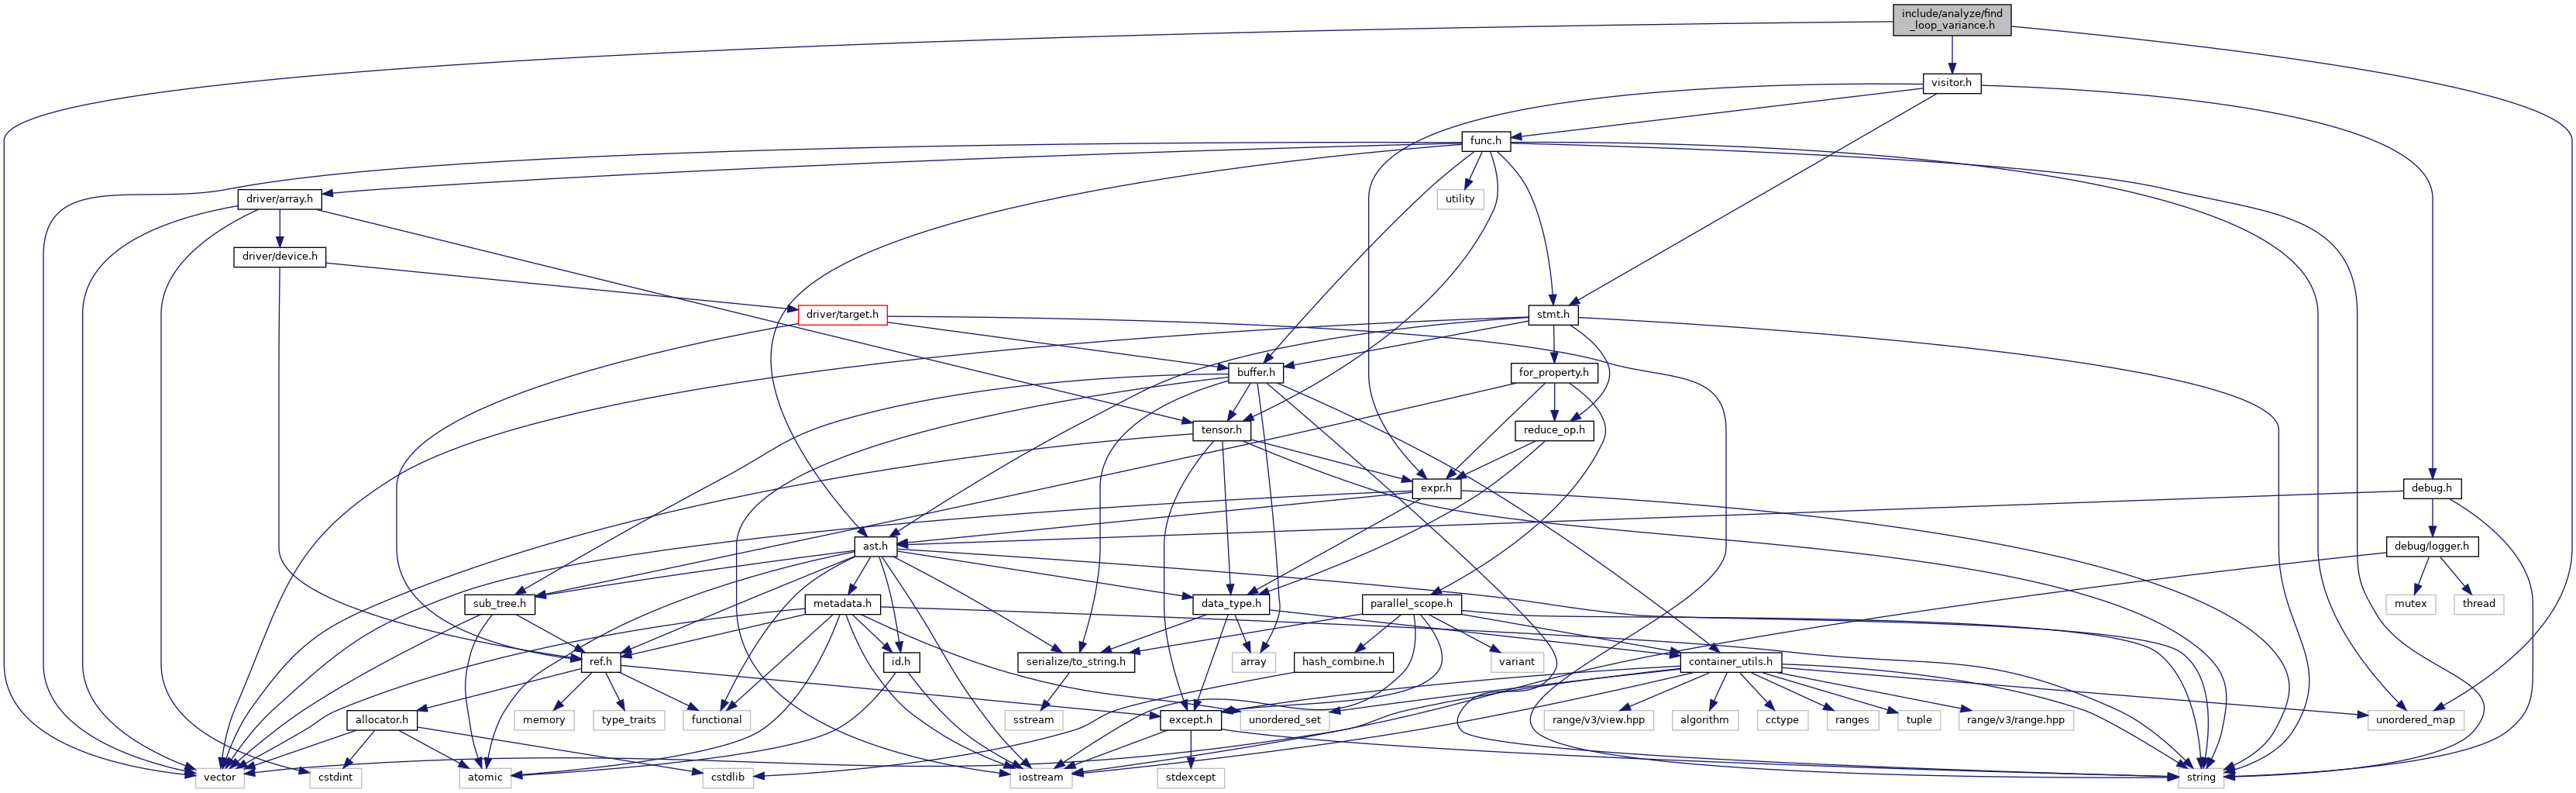 include/analyze/find
_loop_variance.h
visitor.h
func.h
driver/array.h
utility
driver/device.h
driver/target.h
stmt.h
buffer.h
for_property.h
tensor.h
reduce_op.h
expr.h
debug.h
ast.h
debug/logger.h
sub_tree.h
metadata.h
data_type.h
parallel_scope.h
mutex
thread
ref.h
id.h
serialize/to_string.h
array
hash_combine.h
variant
container_utils.h
allocator.h
memory
type_traits
functional
sstream
except.h
unordered_set
range/v3/view.hpp
algorithm
cctype
ranges
tuple
range/v3/range.hpp
unordered_map
vector
cstdint
atomic
cstdlib
iostream
stdexcept
string